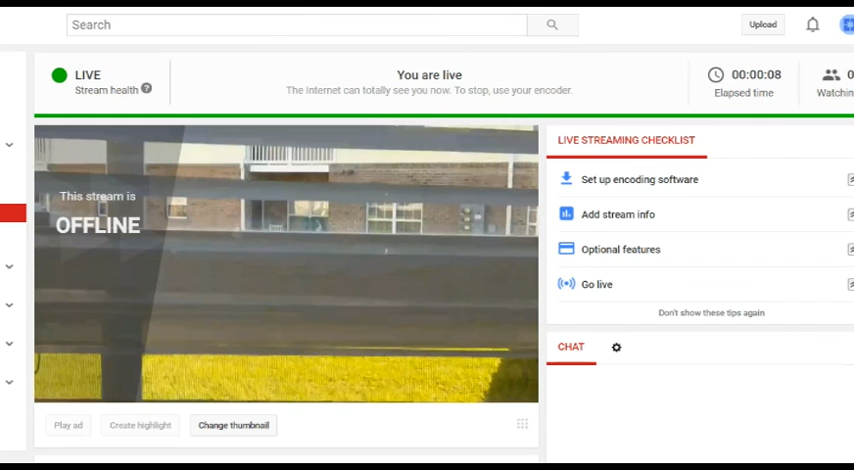 Search
Upload
LIVE
Stream health ?
You are live
The Internet can totally see you now. To stop, use your encoder.
00:00:08
Elapsed time
0
Watchin
This stream is
OFFLINE
LIVE STREAMING CHECKLIST
Set up encoding software
Add stream info
Optional features
Go live
Don't show these tips again
CHAT
Play ad
Create highlight
Change thumbnail